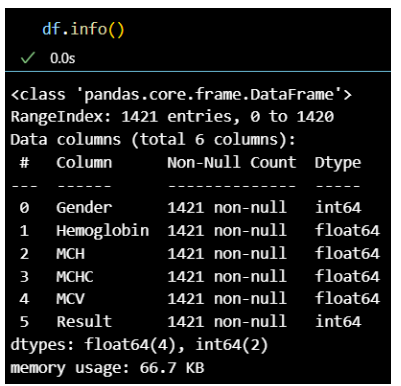 df.info()
✓ 0.0s
<class 'pandas.core.frame.DataFrame'>
RangeIndex: 1421 entries, 0 to 1420
Data columns (total 6 columns):
 #   Column      Non-Null Count  Dtype
---  ------      --------------  -----
 0   Gender      1421 non-null   int64
 1   Hemoglobin  1421 non-null   float64
 2   MCH         1421 non-null   float64
 3   MCHC        1421 non-null   float64
 4   MCV         1421 non-null   float64
 5   Result      1421 non-null   int64
dtypes: float64(4), int64(2)
memory usage: 66.7 KB